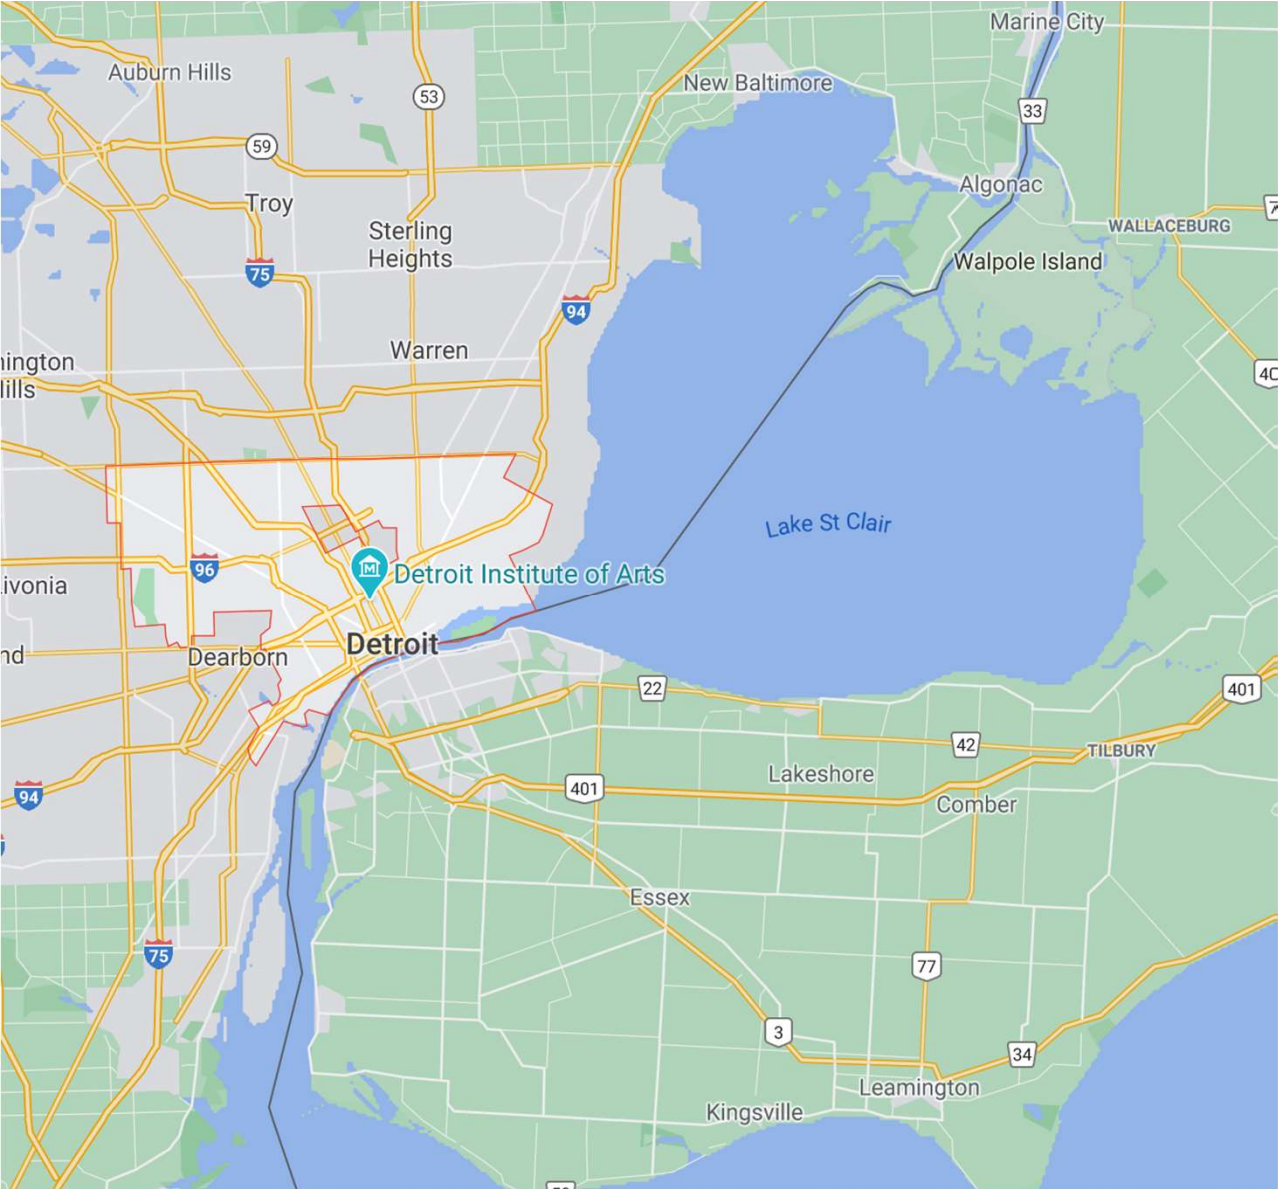 Marine City
Auburn Hills
New Baltimore
53
33
59
Algonac
Troy
WALLACEBURG
Sterling
Heights
Walpole Island
75
94
Warren
ington
ills
96
Lake St Clair
Detroit Institute of Arts
ivonia
Detroit
nd
Dearborn
22
401
42
TILBURY
Lakeshore
401
94
Comber
Essex
75
77
3
34
Leamington
Kingsville